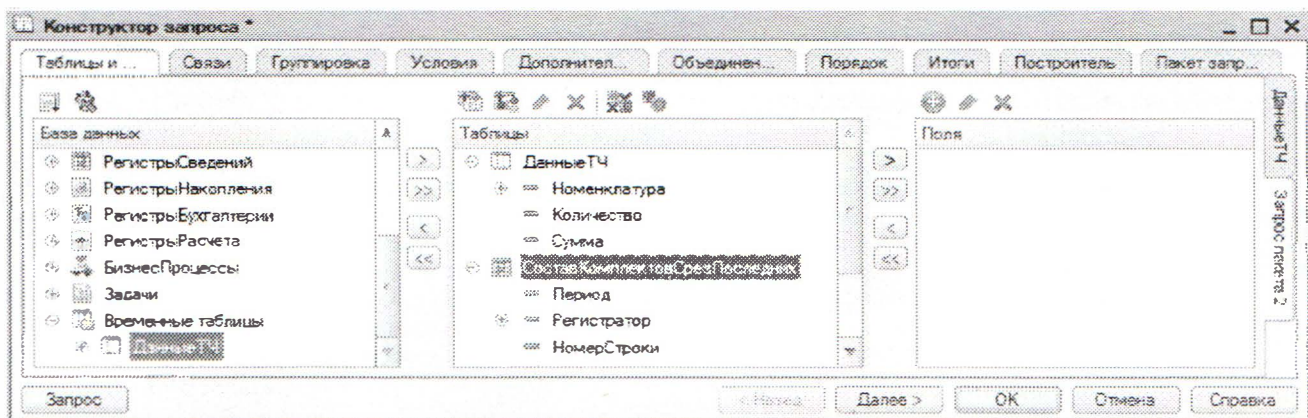 Конструктор запроса *
Таблицы и ... Связи Группировка Условия Дополнител... Объединен... Порядок Итоги Построитель Пакет запр...
База данных
РегистрыСведений
РегистрыНакопления
РегистрыБухгалтерии
РегистрыРасчета
БизнесПроцессы
Задачи
Временные таблицы
ДанныеТЧ
Таблицы
ДанныеТЧ
Номенклатура
Количество
Сумма
СоставКомплектовСрезПоследних
Период
Регистратор
НомерСтроки
>
>>
<
<<
Поля
>
>>
<
<<
ДанныеТЧ
Запрос пакета 2
Запрос < Назад Далее > OK Отмена Справка